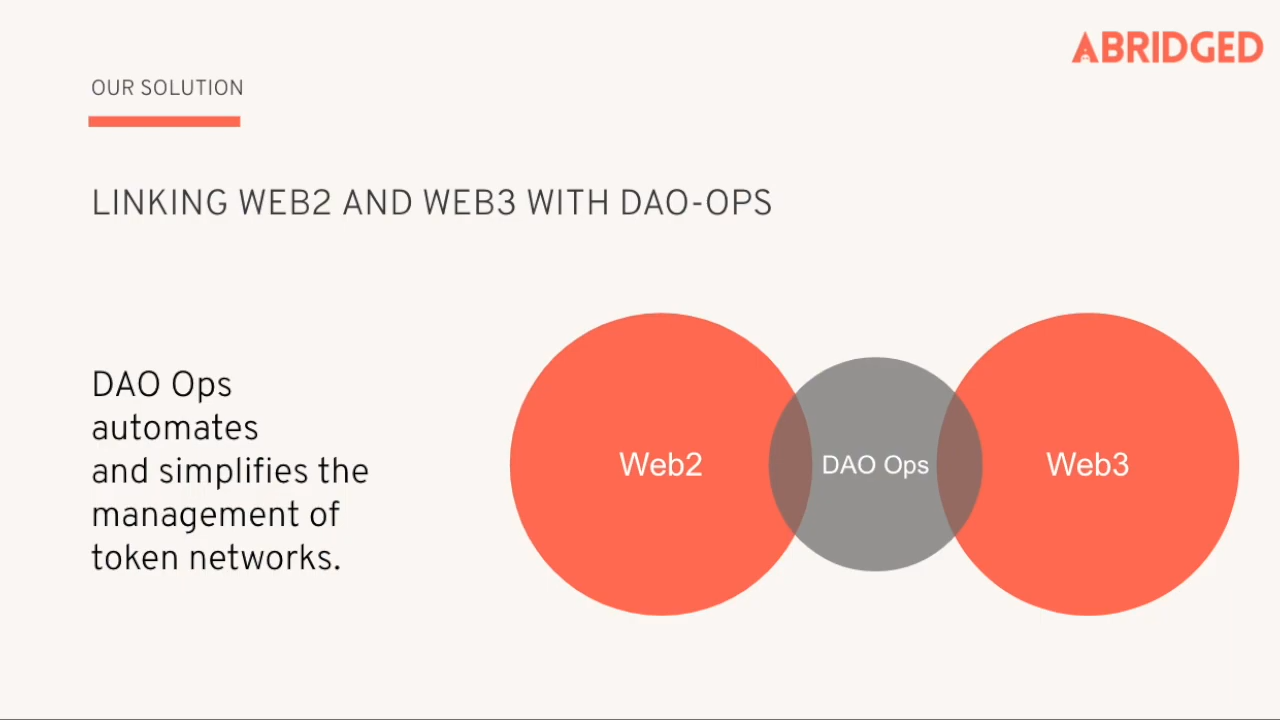 ABRIDGED
OUR SOLUTION
LINKING WEB2 AND WEB3 WITH DAO-OPS
DAO Ops
automates
and simplifies the
management of
token networks.
Web2
DAO Ops
Web3